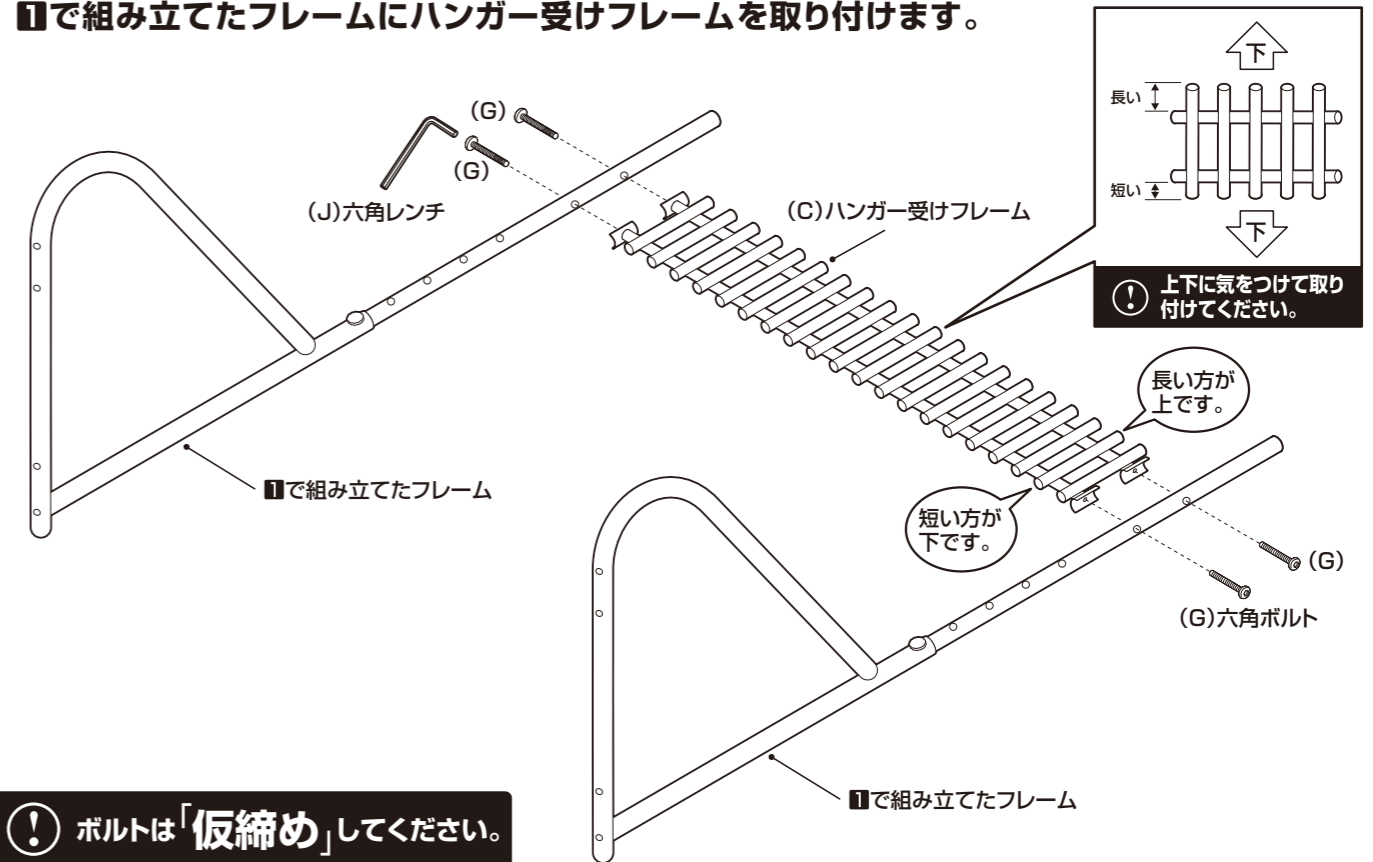 1で組み立てたフレームにハンガー受けフレームを取り付けます。
(G)
(G)
(J)六角レンチ
(C)ハンガー受けフレーム
下
長い
短い
下
! 上下に気をつけて取り
付けてください。
長い方が
上です。
短い方が
下です。
1で組み立てたフレーム
(G)
(G)六角ボルト
1で組み立てたフレーム
! ボルトは「仮締め」してください。